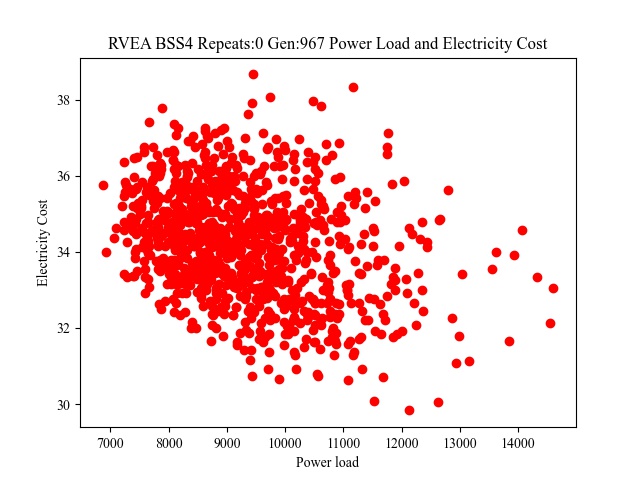 RVEA BSS4 Repeats:0 Gen:967 Power Load and Electricity Cost
Electricity Cost
38
36
34
32
30
7000 8000 9000 10000 11000 12000 13000 14000
Power load